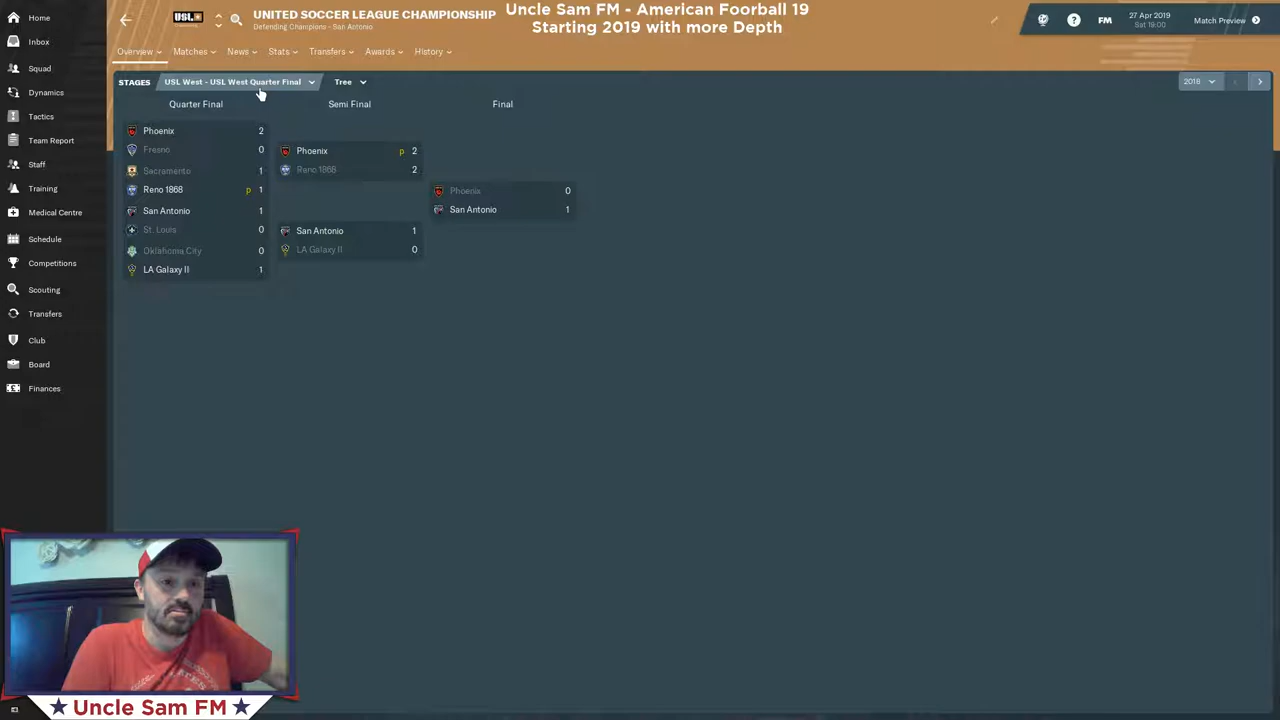 Home
Inbox
Squad
Dynamics
Tactics
Team Report
Staff
Training
Medical Centre
Schedule
Competitions
Scouting
Transfers
Club
Board
Finances
USL
UNITED SOCCER LEAGUE CHAMPIONSHIP
Defending Champions - San Antonio
Uncle Sam FM - American Foorball 19
Starting 2019 with more Depth
FM
27 Apr 2019
Sat 19:00
Match Preview
Overview
Matches
News
Stats
Transfers
Awards
History
STAGES
USL West - USL West Quarter Final
Tree
2018
Quarter Final
Semi Final
Final
Phoenix 2
Fresno 0
Sacramento 1
Reno 1868 p 1
San Antonio 1
St. Louis 0
Oklahoma City 0
LA Galaxy II 1
Phoenix p 2
Reno 1868 2
San Antonio 1
LA Galaxy II 0
Phoenix 0
San Antonio 1
Uncle Sam FM